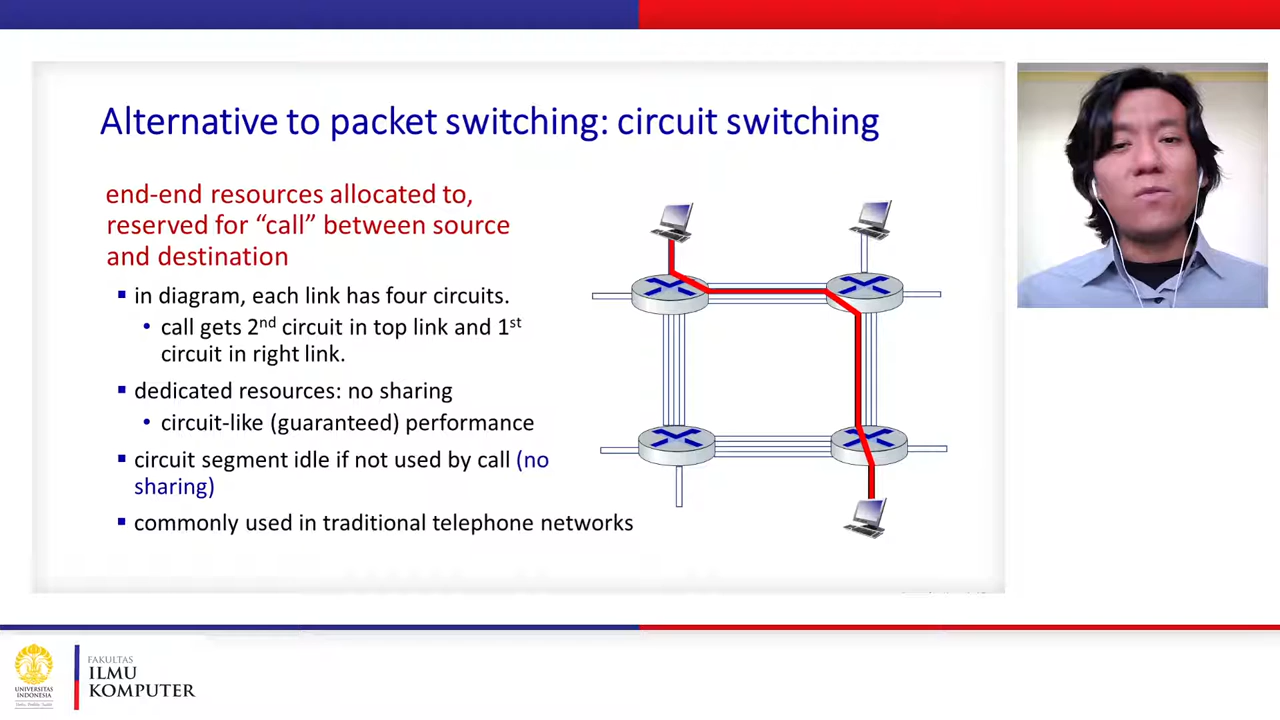 Alternative to packet switching: circuit switching
end-end resources allocated to,
reserved for “call” between source
and destination
▪ in diagram, each link has four circuits.
• call gets 2nd circuit in top link and 1st
circuit in right link.
▪ dedicated resources: no sharing
• circuit-like (guaranteed) performance
▪ circuit segment idle if not used by call (no
sharing)
▪ commonly used in traditional telephone networks
UNIVERSITAS
INDONESIA
FAKULTAS
ILMU
KOMPUTER